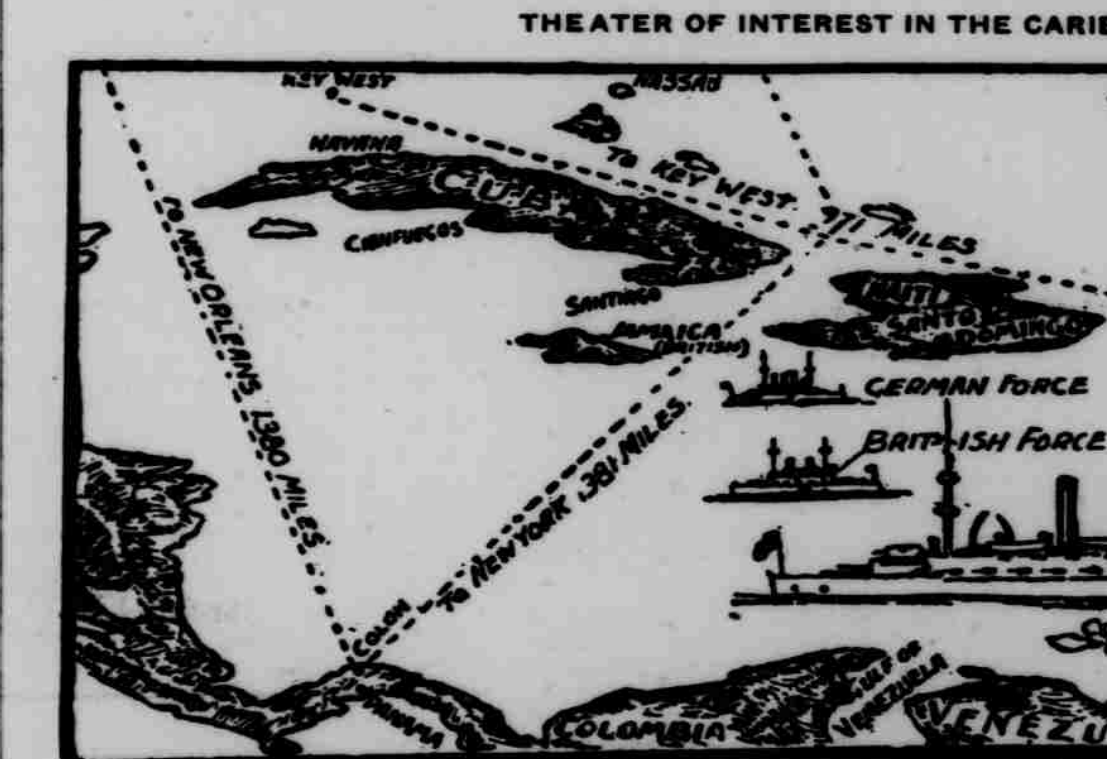 THEATER OF INTEREST IN THE CARIB
KEY WEST
NASSAU
HAVANA
TO KEY WEST. 971 MILES
CUBA
CIENFUEGOS
TO NEW ORLEANS 1380 MILES.
SANTIAGO
HAITI
SANTO
DOMINGO
JAMAICA
(BRITISH)
GERMAN FORCE
BRITISH FORCE
TO NEW YORK 1381 MILES.
COLON
PANAMA
COLOMBIA
GULF OF
VENEZUELA
VENEZU